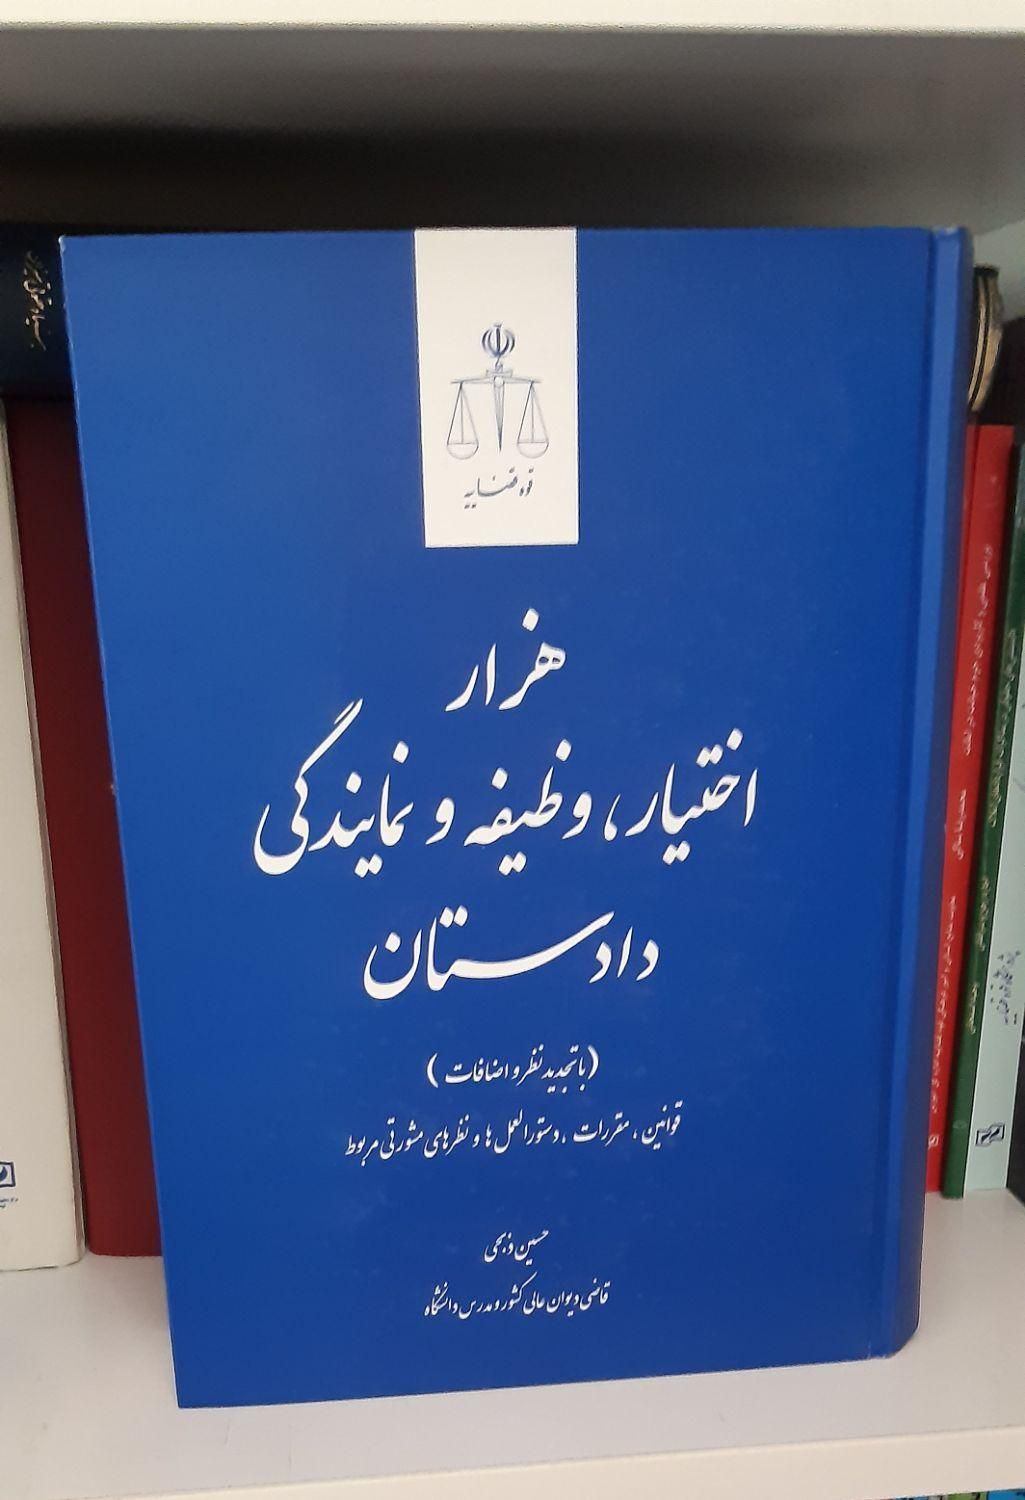 قوه قضاییه
هزار
اختیار، وظیفه و نمایندگی
دادستان
(با تجدید نظر و اضافات)
قوانین، مقررات، دستورالعمل ها و نظرهای مشورتی مربوط
حسین ذبحی
قاضی دیوان عالی کشور و مدرس دانشگاه